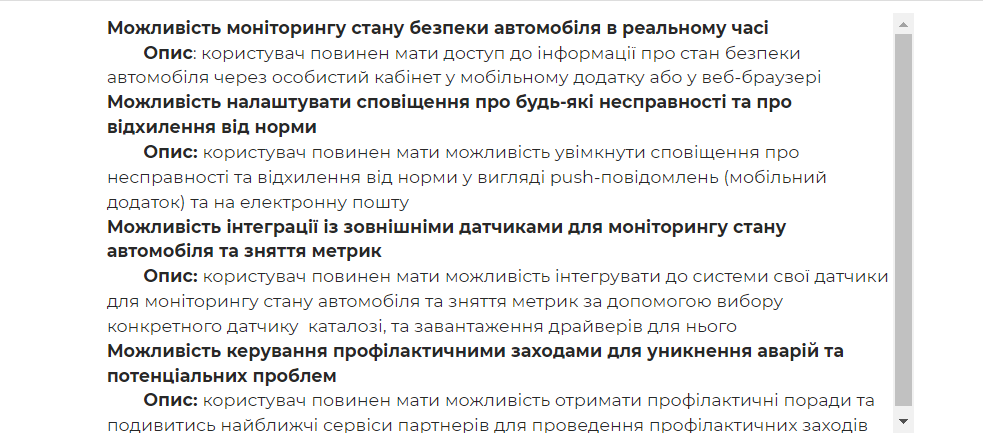 Можливість моніторингу стану безпеки автомобіля в реальному часі
Опис: користувач повинен мати доступ до інформації про стан безпеки
автомобіля через особистий кабінет у мобільному додатку або у веб-браузері
Можливість налаштувати сповіщення про будь-які несправності та про
відхилення від норми
Опис: користувач повинен мати можливість увімкнути сповіщення про
несправності та відхилення від норми у вигляді push-повідомлень (мобільний
додаток) та на електронну пошту
Можливість інтеграції із зовнішніми датчиками для моніторингу стану
автомобіля та зняття метрик
Опис: користувач повинен мати можливість інтегрувати до системи свої датчики
для моніторингу стану автомобіля та зняття метрик за допомогою вибору
конкретного датчику  каталозі, та завантаження драйверів для нього
Можливість керування профілактичними заходами для уникнення аварій та
потенціальних проблем
Опис: користувач повинен мати можливість отримати профілактичні поради та
подивитись найближчі сервіси партнерів для проведення профілактичних заходів